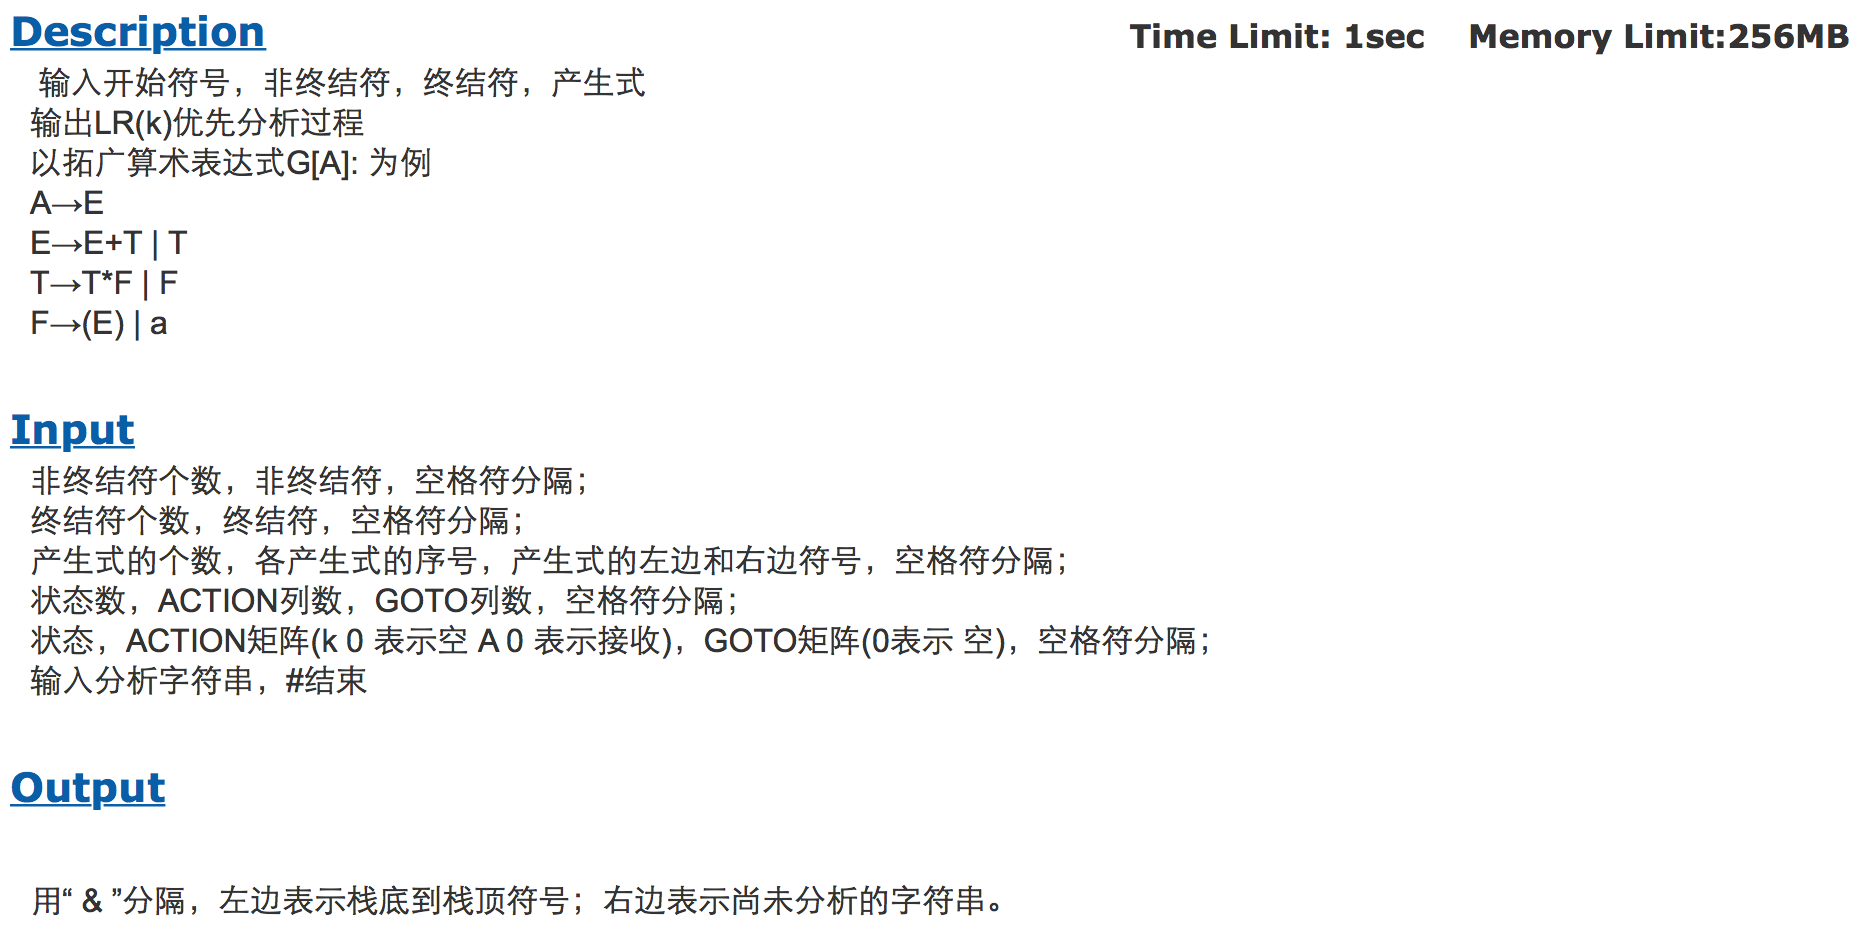 Description
Time Limit: 1sec Memory Limit:256MB
输入开始符号，非终结符，终结符，产生式
输出LR(k)优先分析过程
以拓广算术表达式G[A]: 为例
A→E
E→E+T | T
T→T*F | F
F→(E) | a
Input
非终结符个数，非终结符，空格符分隔；
终结符个数，终结符，空格符分隔；
产生式的个数，各产生式的序号，产生式的左边和右边符号，空格符分隔；
状态数，ACTION列数，GOTO列数，空格符分隔；
状态，ACTION矩阵(k 0 表示空 A 0 表示接收)，GOTO矩阵(0表示 空)，空格符分隔；
输入分析字符串，#结束
Output
用“ & ”分隔，左边表示栈底到栈顶符号；右边表示尚未分析的字符串。